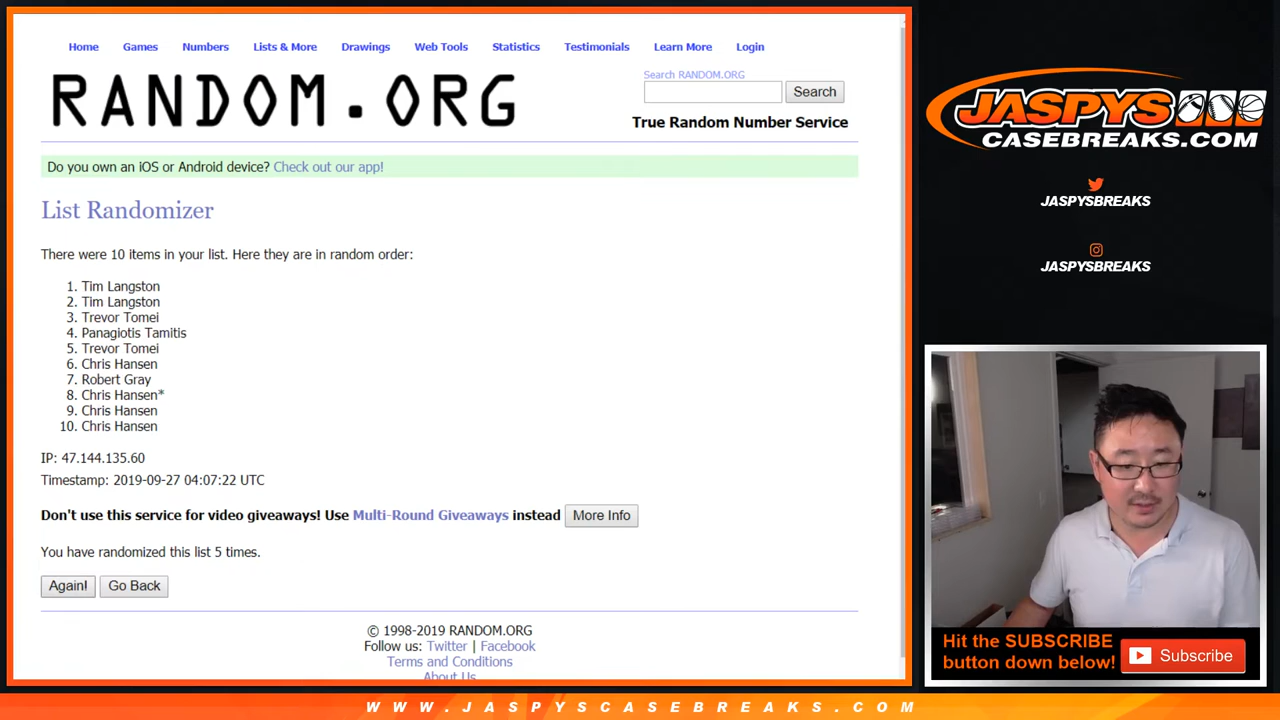 Home Games Numbers Lists & More Drawings Web Tools Statistics Testimonials Learn More Login
RANDOM.ORG
Search RANDOM.ORG
Search
True Random Number Service
Do you own an iOS or Android device? Check out our app!
List Randomizer
There were 10 items in your list. Here they are in random order:
1. Tim Langston
2. Tim Langston
3. Trevor Tomei
4. Panagiotis Tamitis
5. Trevor Tomei
6. Chris Hansen
7. Robert Gray
8. Chris Hansen*
9. Chris Hansen
10. Chris Hansen
IP: 47.144.135.60
Timestamp: 2019-09-27 04:07:22 UTC
Don't use this service for video giveaways! Use Multi-Round Giveaways instead More Info
You have randomized this list 5 times.
Again! Go Back
© 1998-2019 RANDOM.ORG
Follow us: Twitter | Facebook
Terms and Conditions
About Us
JASPYS
CASEBREAKS.COM
JASPYSBREAKS
JASPYSBREAKS
Hit the SUBSCRIBE
button down below!
Subscribe
WWW.JASPYSCASEBREAKS.COM